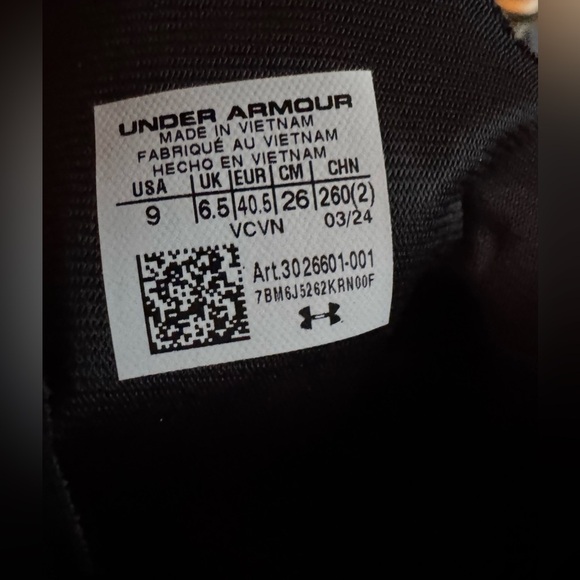 UNDER ARMOUR
MADE IN VIETNAM
FABRIQUÉ AU VIETNAM
HECHO EN VIETNAM
USA UK EUR CM CHN
9 6.5 40.5 26 260(2)
VCVN 03/24
Art.3026601-001
7BM6J5262KRN00F